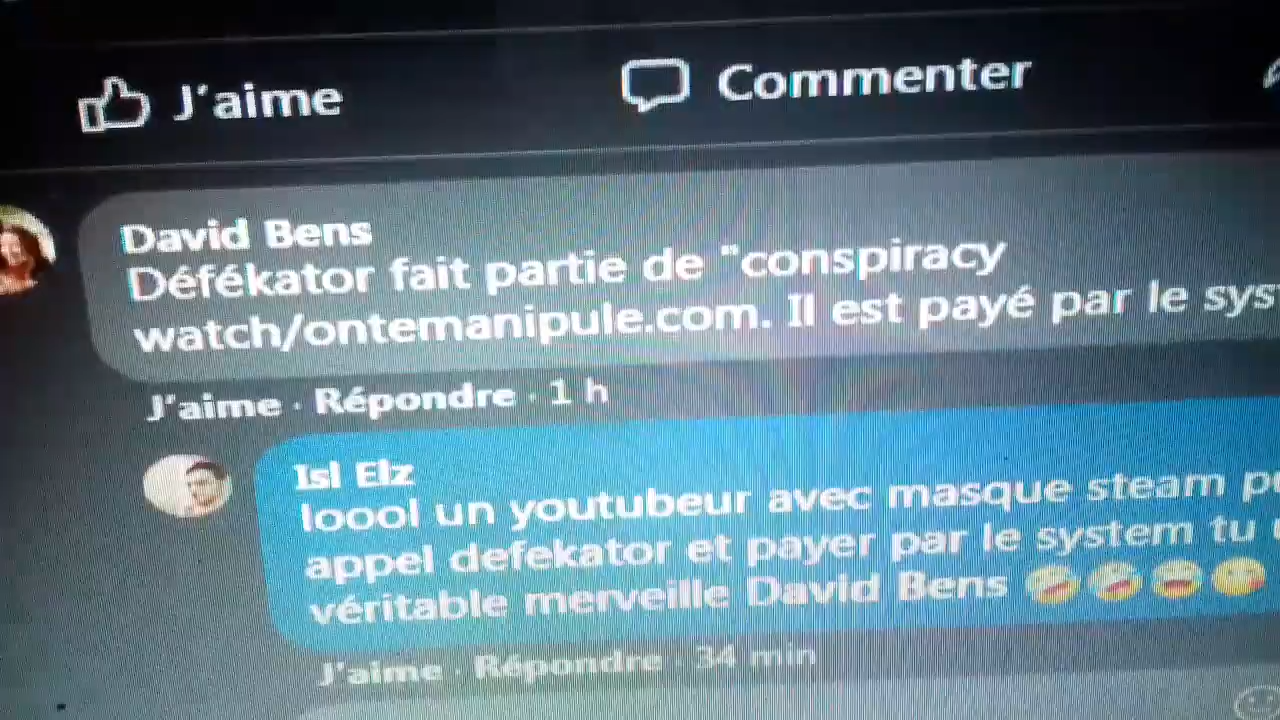 J'aime
Commenter
David Bens
Défékator fait partie de "conspiracy
watch/ontemanipule.com. Il est payé par le
J'aime · Répondre · 1 h
Isl Elz
loool un youtubeur avec masque steam
appel defekator et payer par le system tu
véritable merveille David Bens 🤣🤣😂😂
J'aime · Répondre · 34 min